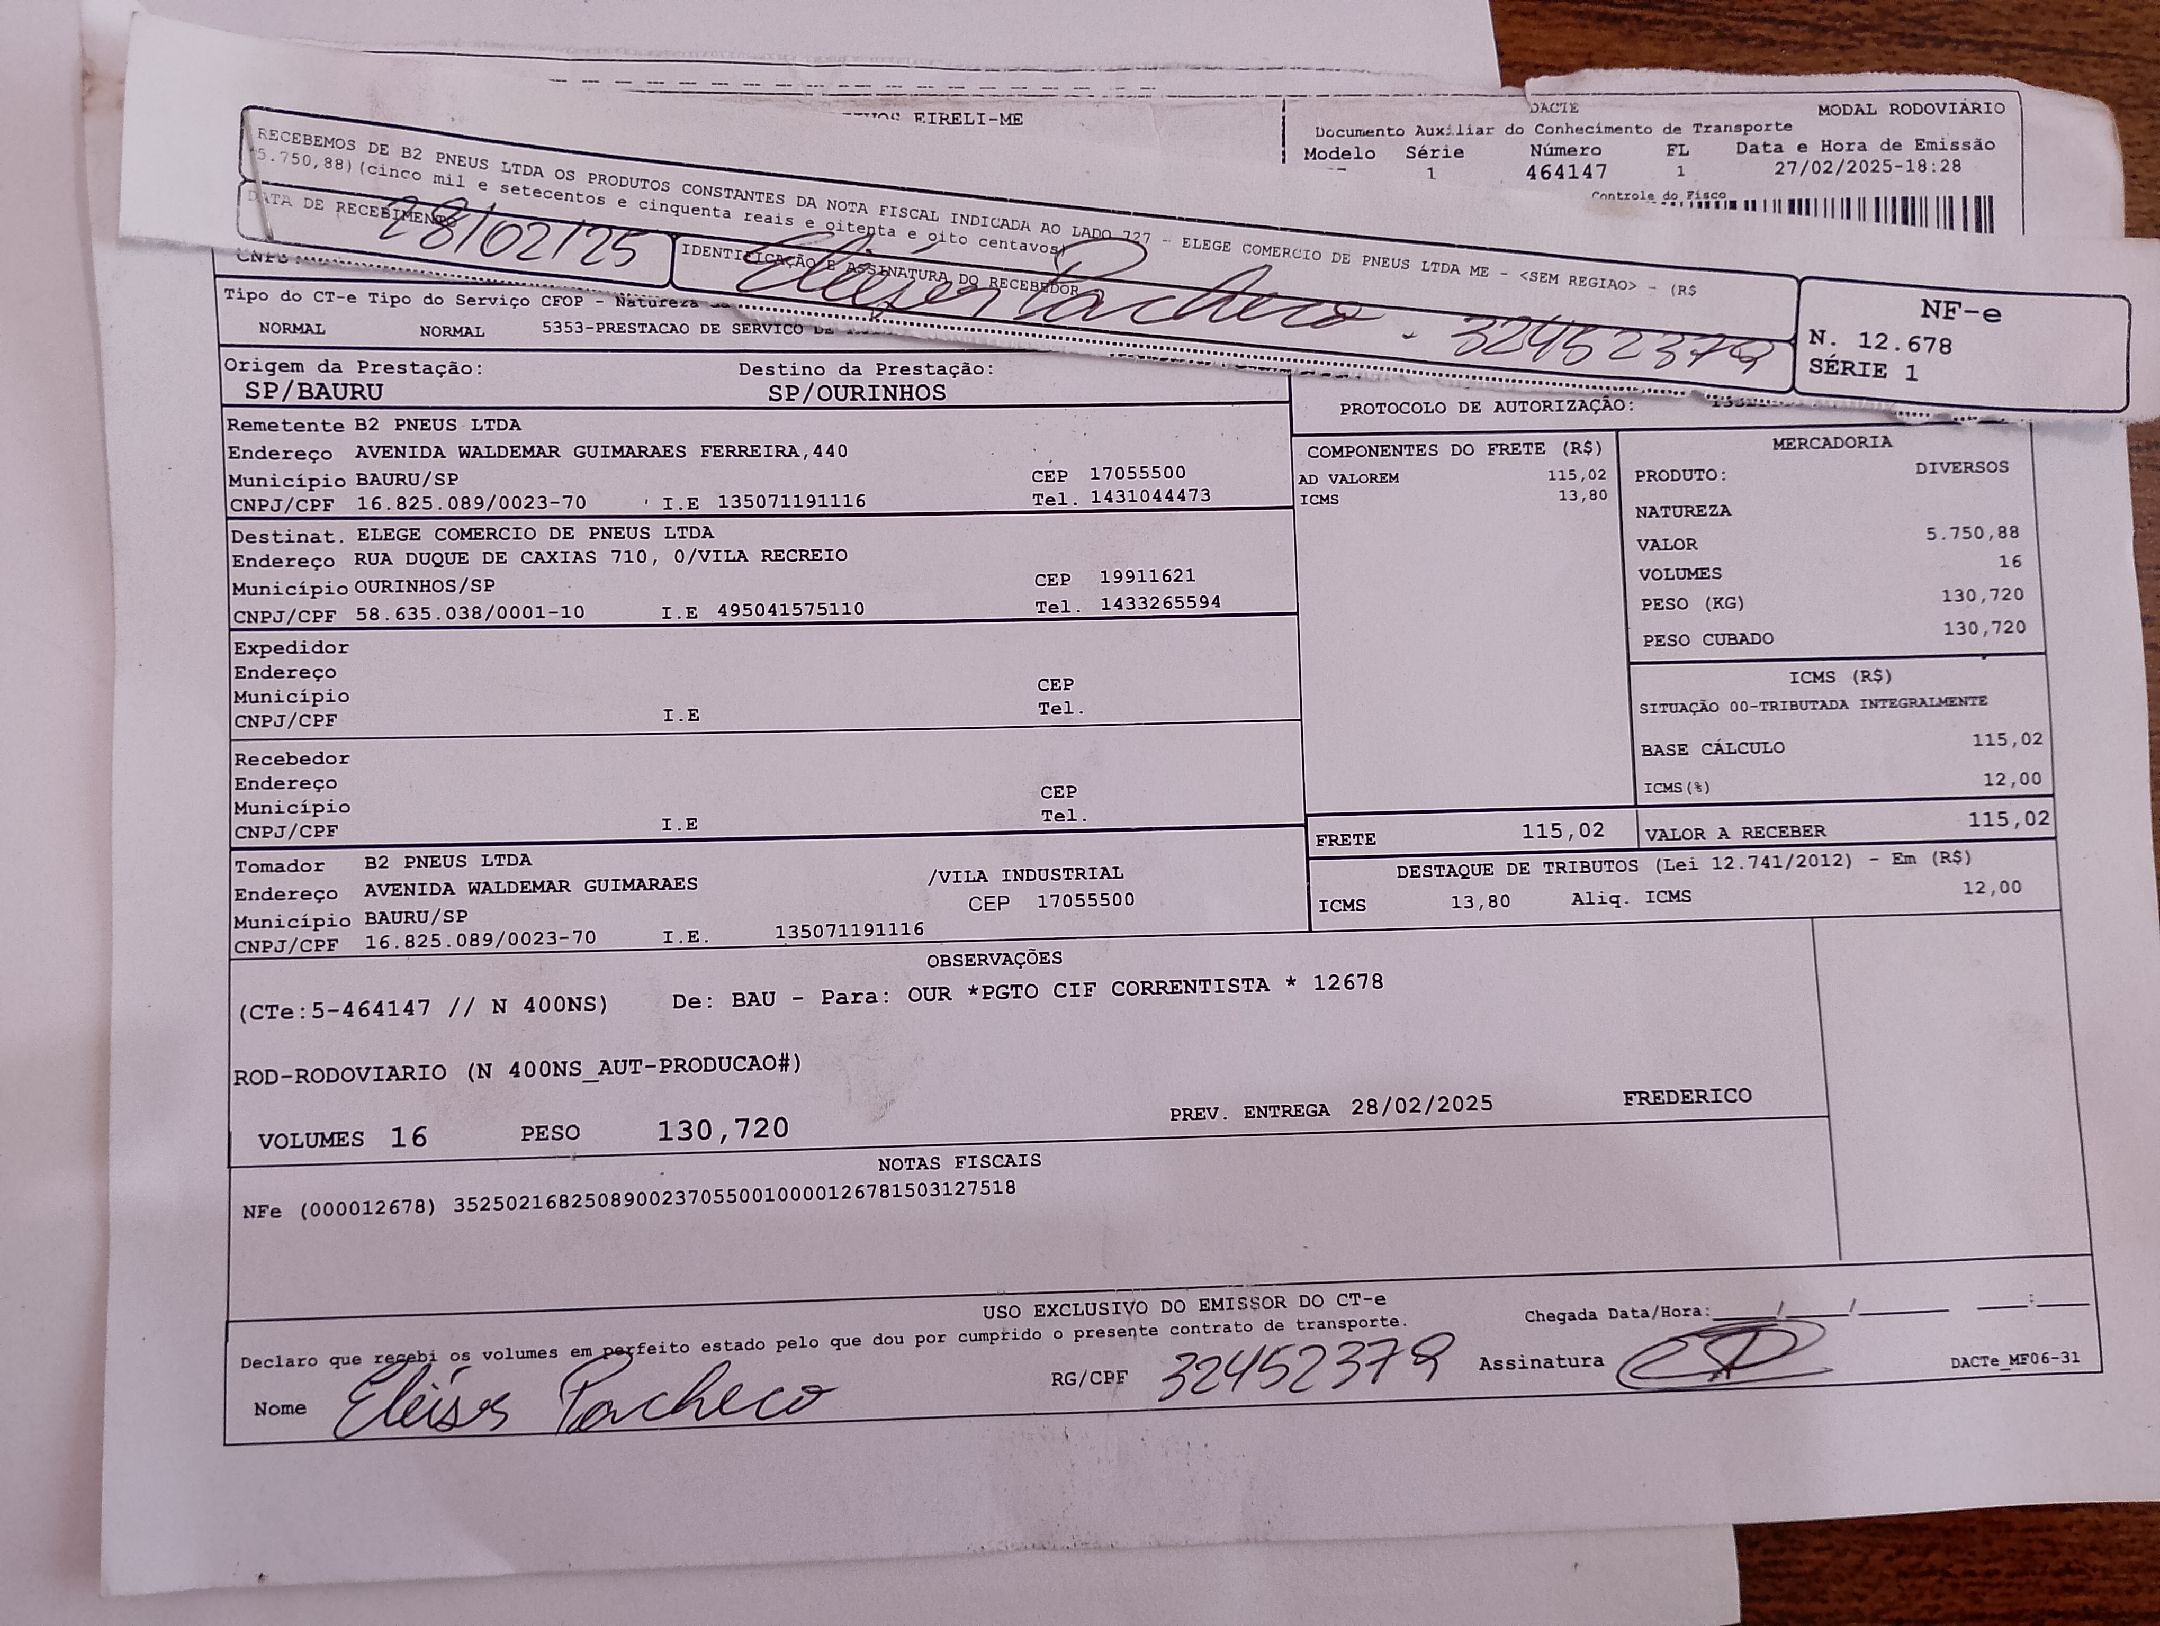 EIRELI-ME
DACTE
MODAL RODOVIÁRIO
Documento Auxiliar do Conhecimento de Transporte
Modelo Série Número FL Data e Hora de Emissão
1 464147 1 27/02/2025-18:28
Controle do Fisco
RECEBEMOS DE B2 PNEUS LTDA OS PRODUTOS CONSTANTES DA NOTA FISCAL INDICADA AO LADO 727 - ELEGE COMERCIO DE PNEUS LTDA ME - <SEM REGIAO> - (R$
5.750,88) (cinco mil e setecentos e cinquenta reais e oitenta e oito centavos)
DATA DE RECEBIMENTO
28/02/25
IDENTIFICAÇÃO E ASSINATURA DO RECEBEDOR
Pacheco - 32452379
NF-e
N. 12.678
SÉRIE 1
Tipo do CT-e Tipo do Serviço CFOP - Natureza
NORMAL NORMAL 5353-PRESTACAO DE SERVICO DE
Origem da Prestação: Destino da Prestação:
SP/BAURU SP/OURINHOS
PROTOCOLO DE AUTORIZAÇÃO:
Remetente B2 PNEUS LTDA
Endereço AVENIDA WALDEMAR GUIMARAES FERREIRA,440
Município BAURU/SP CEP 17055500
CNPJ/CPF 16.825.089/0023-70 I.E 135071191116 Tel. 1431044473
Destinat. ELEGE COMERCIO DE PNEUS LTDA
Endereço RUA DUQUE DE CAXIAS 710, 0/VILA RECREIO
Município OURINHOS/SP CEP 19911621
CNPJ/CPF 58.635.038/0001-10 I.E 495041575110 Tel. 1433265594
Expedidor
Endereço
Município CEP
CNPJ/CPF I.E Tel.
Recebedor
Endereço
Município CEP
CNPJ/CPF I.E Tel.
Tomador B2 PNEUS LTDA
Endereço AVENIDA WALDEMAR GUIMARAES /VILA INDUSTRIAL
Município BAURU/SP CEP 17055500
CNPJ/CPF 16.825.089/0023-70 I.E. 135071191116
COMPONENTES DO FRETE (R$)
AD VALOREM 115,02
ICMS 13,80
MERCADORIA
PRODUTO: DIVERSOS
NATUREZA
VALOR 5.750,88
VOLUMES 16
PESO (KG) 130,720
PESO CUBADO 130,720
ICMS (R$)
SITUAÇÃO 00-TRIBUTADA INTEGRALMENTE
BASE CÁLCULO 115,02
ICMS(%) 12,00
FRETE 115,02 VALOR A RECEBER 115,02
DESTAQUE DE TRIBUTOS (Lei 12.741/2012) - Em (R$)
ICMS 13,80 Aliq. ICMS 12,00
OBSERVAÇÕES
(CTe:5-464147 // N 400NS) De: BAU - Para: OUR *PGTO CIF CORRENTISTA * 12678
ROD-RODOVIARIO (N 400NS_AUT-PRODUCAO#)
VOLUMES 16 PESO 130,720 PREV. ENTREGA 28/02/2025 FREDERICO
NOTAS FISCAIS
NFe (000012678) 35250216825089002370550010000126781503127518
USO EXCLUSIVO DO EMISSOR DO CT-e
Declaro que recebi os volumes em perfeito estado pelo que dou por cumprido o presente contrato de transporte.
Chegada Data/Hora:____/____/____ ___:___
Nome Pacheco RG/CPF 32452379 Assinatura
DACTe_MF06-31